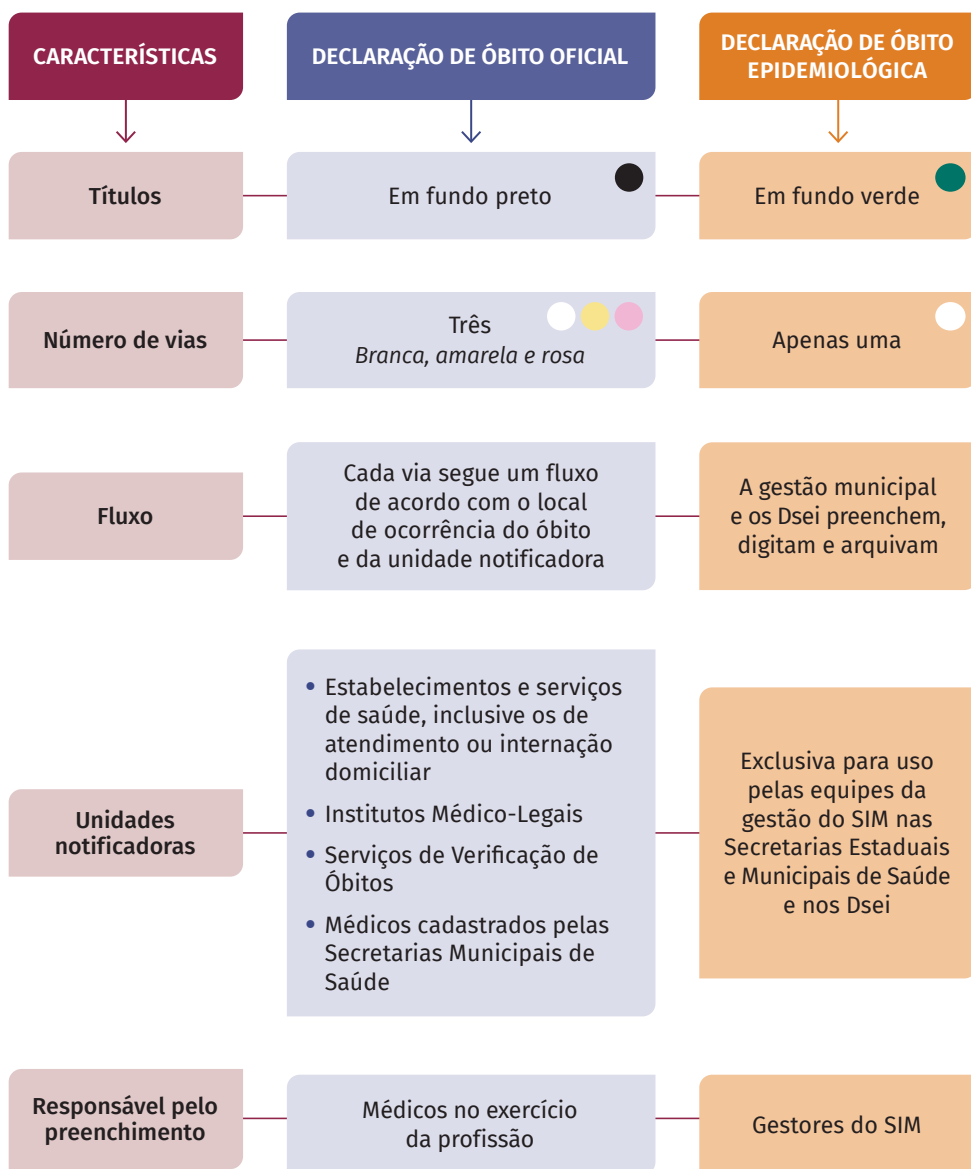 CARACTERÍSTICAS
DECLARAÇÃO DE ÓBITO OFICIAL
DECLARAÇÃO DE ÓBITO
EPIDEMIOLÓGICA
Títulos
Em fundo preto
Em fundo verde
Número de vias
Três
Branca, amarela e rosa
Apenas uma
Fluxo
Cada via segue um fluxo
de acordo com o local
de ocorrência do óbito
e da unidade notificadora
A gestão municipal
e os Dsei preenchem,
digitam e arquivam
Unidades
notificadoras
• Estabelecimentos e serviços
de saúde, inclusive os de
atendimento ou internação
domiciliar
• Institutos Médico-Legais
• Serviços de Verificação de
Óbitos
• Médicos cadastrados pelas
Secretarias Municipais de
Saúde
Exclusiva para uso
pelas equipes da
gestão do SIM nas
Secretarias Estaduais
e Municipais de Saúde
e nos Dsei
Responsável pelo
preenchimento
Médicos no exercício
da profissão
Gestores do SIM